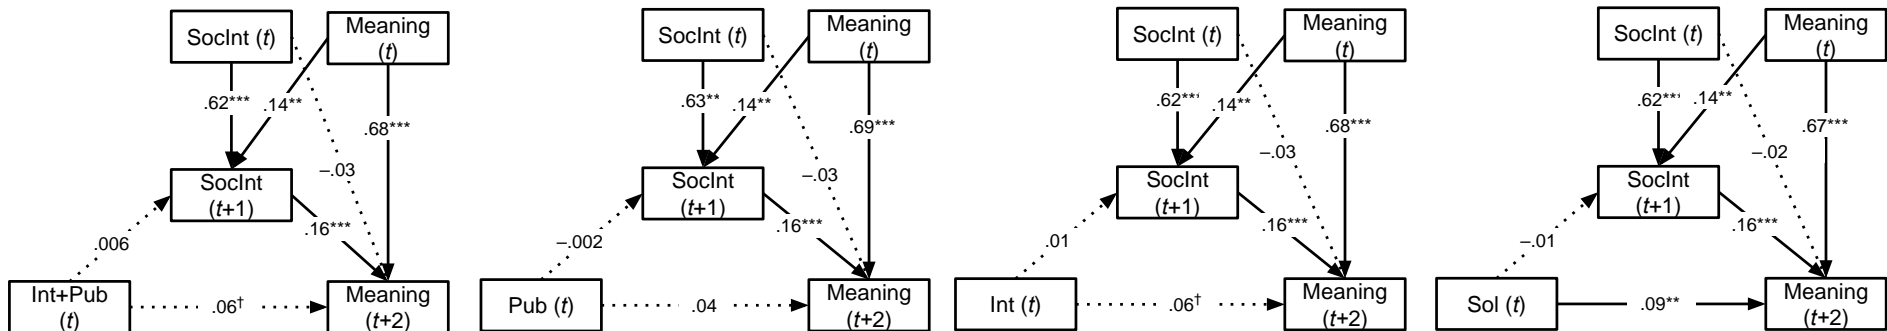 SocInt (t)
Meaning
(t)
.62***
.14**
.68***
–.03
SocInt
(t+1)
.16***
.006
Int+Pub
(t)
.06†
Meaning
(t+2)
SocInt (t)
Meaning
(t)
.63**
.14**
.69***
–.03
SocInt
(t+1)
.16***
–.002
Pub (t)
.04
Meaning
(t+2)
SocInt (t)
Meaning
(t)
.62**
.14**
.68***
–.03
SocInt
(t+1)
.16***
.01
Int (t)
.06†
Meaning
(t+2)
SocInt (t)
Meaning
(t)
.62**
.14**
.67***
–.02
SocInt
(t+1)
.16***
–.01
Sol (t)
.09**
Meaning
(t+2)